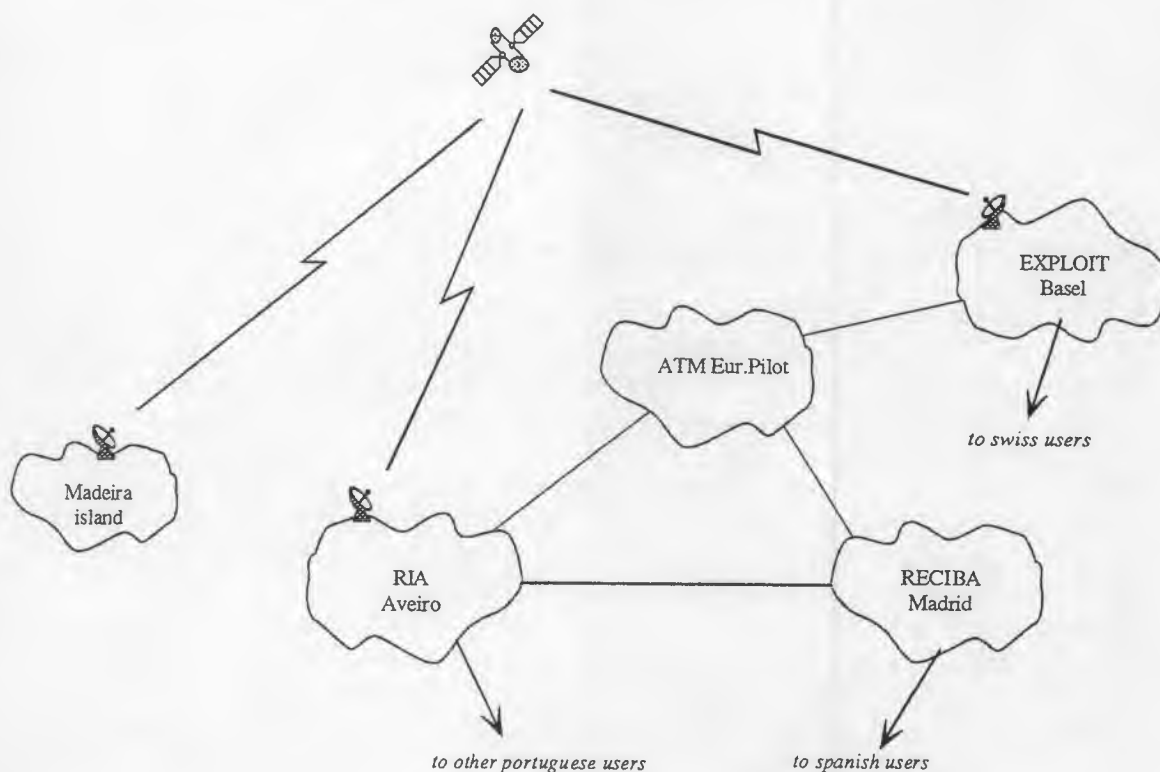 EXPLOIT
Basel
ATM Eur.Pilot
to swiss users
Madeira
island
RIA
Aveiro
RECIBA
Madrid
to other portuguese users
to spanish users